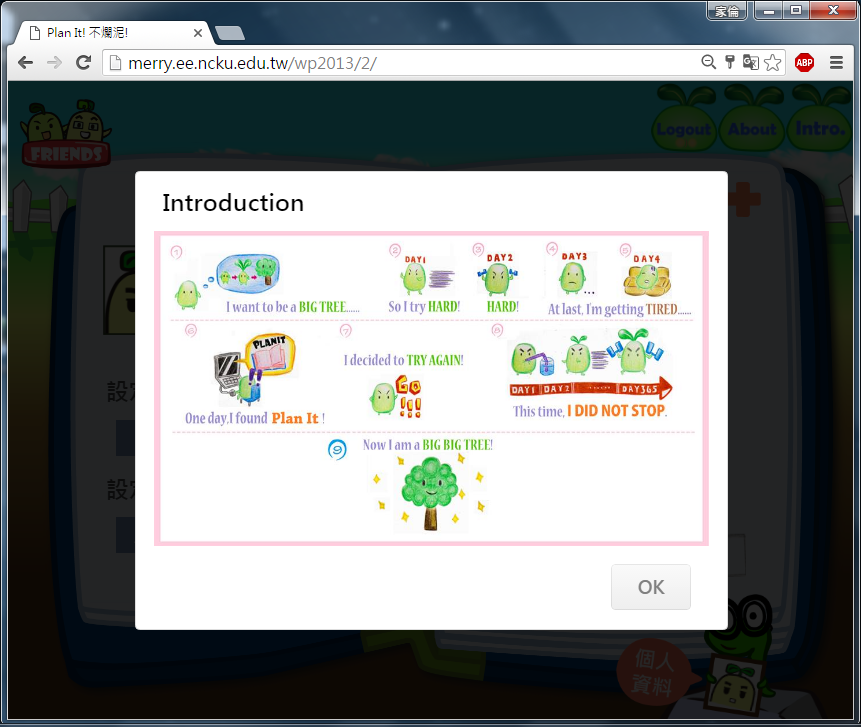 家倫
Plan It! 不爛泥!
merry.ee.ncku.edu.tw/wp2013/2/
ABP
FRIENDS
Logout
About
Intro.
Introduction
1
I want to be a BIG TREE......
2
DAY1
So I try HARD!
3
DAY2
HARD!
4
DAY3
...
5
DAY4
At last, I'm getting TIRED......
6
PLANIT
One day,I found Plan It !
7
I decided to TRY AGAIN!
GO
!!!
8
DAY1 DAY2 DAY365
This time, I DID NOT STOP.
9
Now I am a BIG BIG TREE!
OK
設
設
個人
資料